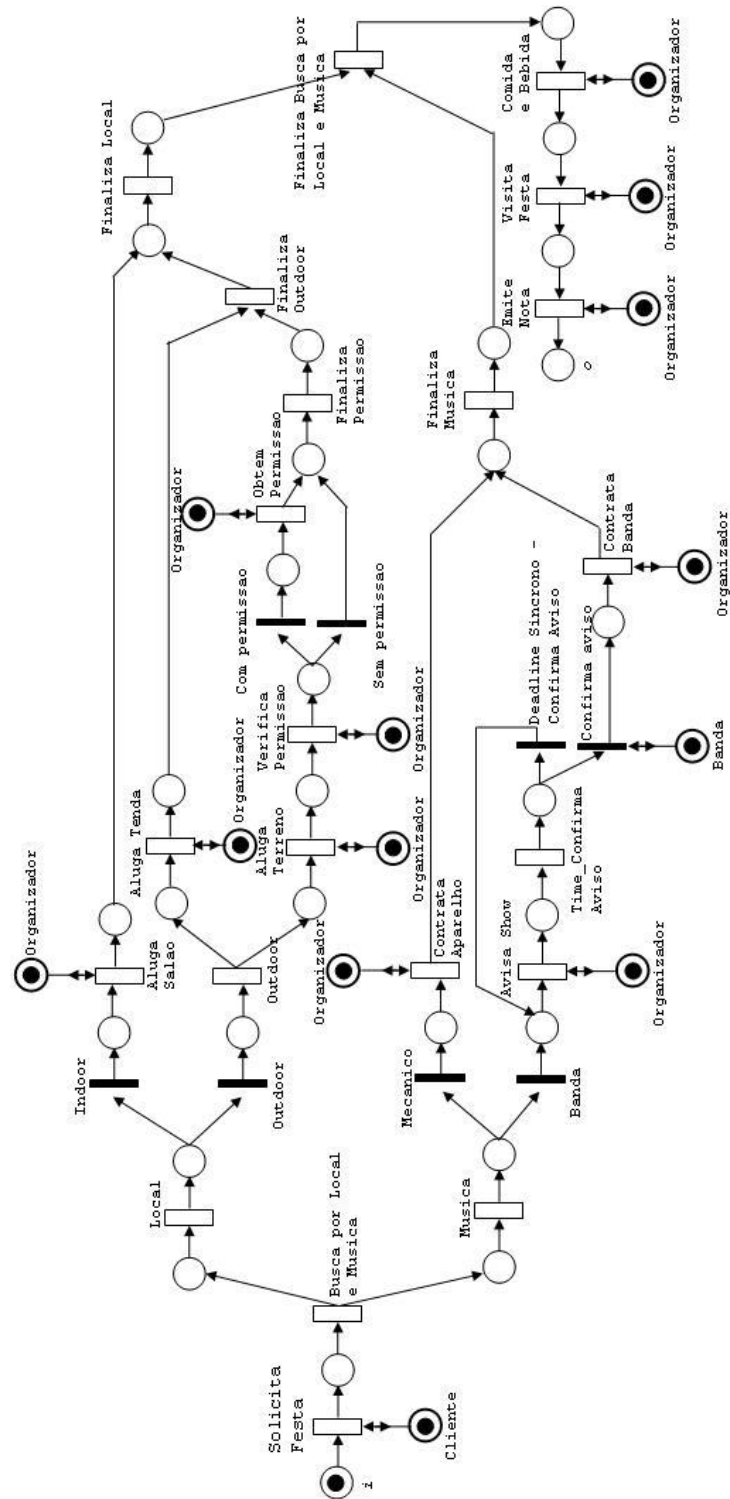 i
Solicita
Festa
Cliente
Busca por Local
e Musica
Local
Indoor
Organizador
Aluga
Salao
Outdoor
Outdoor
Aluga Tenda
Organizador
Aluga
Terreno
Organizador
Verifica
Permissao
Organizador
Com permissao
Sem permissao
Organizador
Obtem
Permissao
Finaliza
Permissao
Finaliza
Outdoor
Finaliza Local
Musica
Mecanico
Organizador
Contrata
Aparelho
Banda
Avisa Show
Organizador
Time_Confirma
Aviso
Deadline Sincrono -
Confirma Aviso
Confirma aviso
Banda
Contrata
Banda
Organizador
Finaliza
Musica
Finaliza Busca por
Local e Musica
Comida
e Bebida
Organizador
Visita
Festa
Organizador
Emite
Nota
Organizador
o